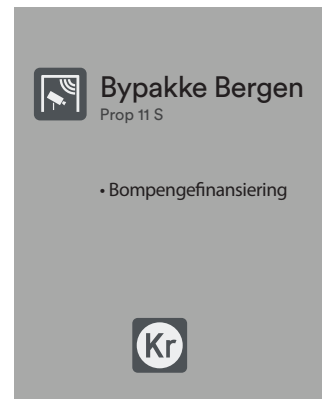 Bypakke Bergen
Prop 11 S
• Bompengefinansiering
Kr